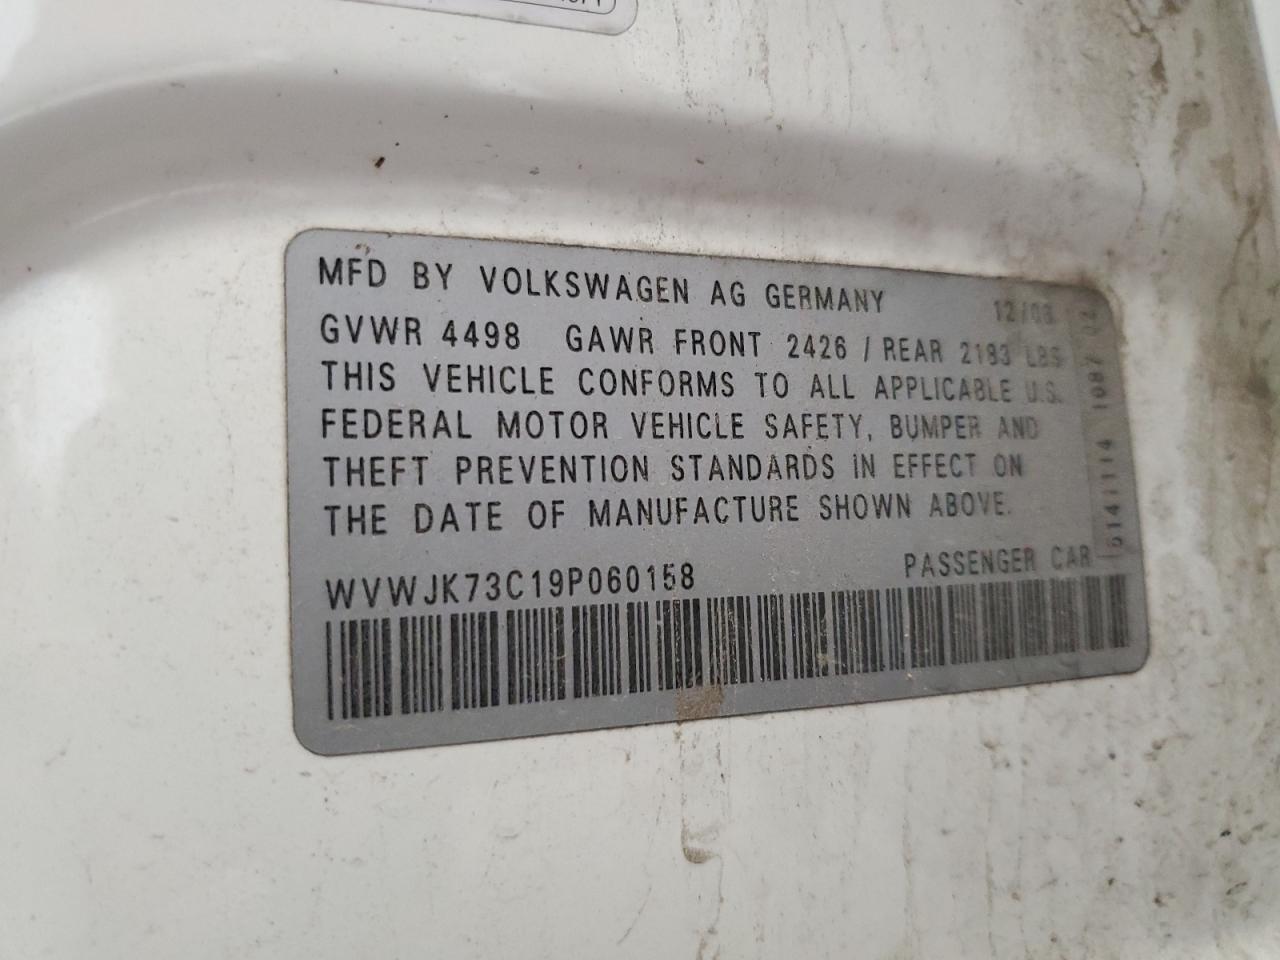 MFD BY VOLKSWAGEN AG GERMANY 12/08
GVWR 4498 GAWR FRONT 2426 / REAR 2193 LBS
THIS VEHICLE CONFORMS TO ALL APPLICABLE U.S.
FEDERAL MOTOR VEHICLE SAFETY, BUMPER AND
THEFT PREVENTION STANDARDS IN EFFECT ON
THE DATE OF MANUFACTURE SHOWN ABOVE.
WVWJK73C19P060158 PASSENGER CAR